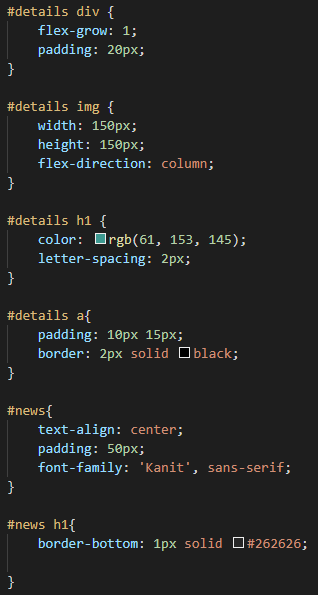 #details div {
    flex-grow: 1;
    padding: 20px;
}

#details img {
    width: 150px;
    height: 150px;
    flex-direction: column;
}

#details h1 {
    color: rgb(61, 153, 145);
    letter-spacing: 2px;
}

#details a{
    padding: 10px 15px;
    border: 2px solid black;
}

#news{
    text-align: center;
    padding: 50px;
    font-family: 'Kanit', sans-serif;
}

#news h1{
    border-bottom: 1px solid #262626;

}